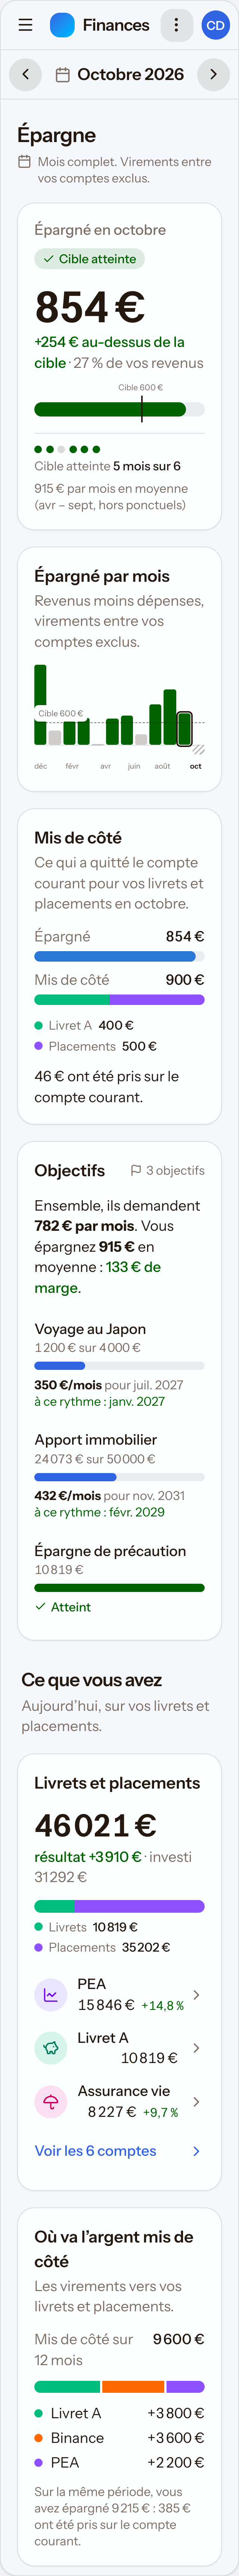 Finances
CD
Octobre 2026
Épargne
Mois complet. Virements entre
vos comptes exclus.
Épargné en octobre
Cible atteinte
854 €
+254 € au-dessus de la
cible · 27 % de vos revenus
Cible 600 €
Cible atteinte 5 mois sur 6
915 € par mois en moyenne
(avr – sept, hors ponctuels)
Épargné par mois
Revenus moins dépenses,
virements entre vos
comptes exclus.
Cible 600 €
déc févr avr juin août oct
Mis de côté
Ce qui a quitté le compte
courant pour vos livrets et
placements en octobre.
Épargné 854 €
Mis de côté 900 €
Livret A 400 €
Placements 500 €
46 € ont été pris sur le
compte courant.
Objectifs 3 objectifs
Ensemble, ils demandent
782 € par mois. Vous
épargnez 915 € en
moyenne : 133 € de
marge.
Voyage au Japon
1 200 € sur 4 000 €
350 €/mois pour juil. 2027
à ce rythme : janv. 2027
Apport immobilier
24 073 € sur 50 000 €
432 €/mois pour nov. 2031
à ce rythme : févr. 2029
Épargne de précaution
10 819 €
Atteint
Ce que vous avez
Aujourd’hui, sur vos livrets et
placements.
Livrets et placements
46 021 €
résultat +3 910 € · investi
31 292 €
Livrets 10 819 €
Placements 35 202 €
PEA
15 846 € +14,8 %
Livret A
10 819 €
Assurance vie
8 227 € +9,7 %
Voir les 6 comptes
Où va l’argent mis de
côté
Les virements vers vos
livrets et placements.
Mis de côté sur 9 600 €
12 mois
Livret A +3 800 €
Binance +3 600 €
PEA +2 200 €
Sur la même période, vous
avez épargné 9 215 € : 385 €
ont été pris sur le compte
courant.